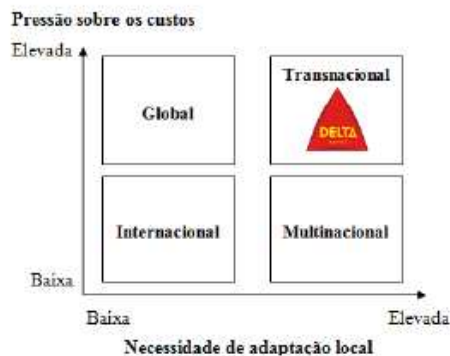 Pressão sobre os custos
Elevada
Transnacional
Global
DELTA
Internacional
Multinacional
Baixa
Baixa
Elevada
Necessidade de adaptação local